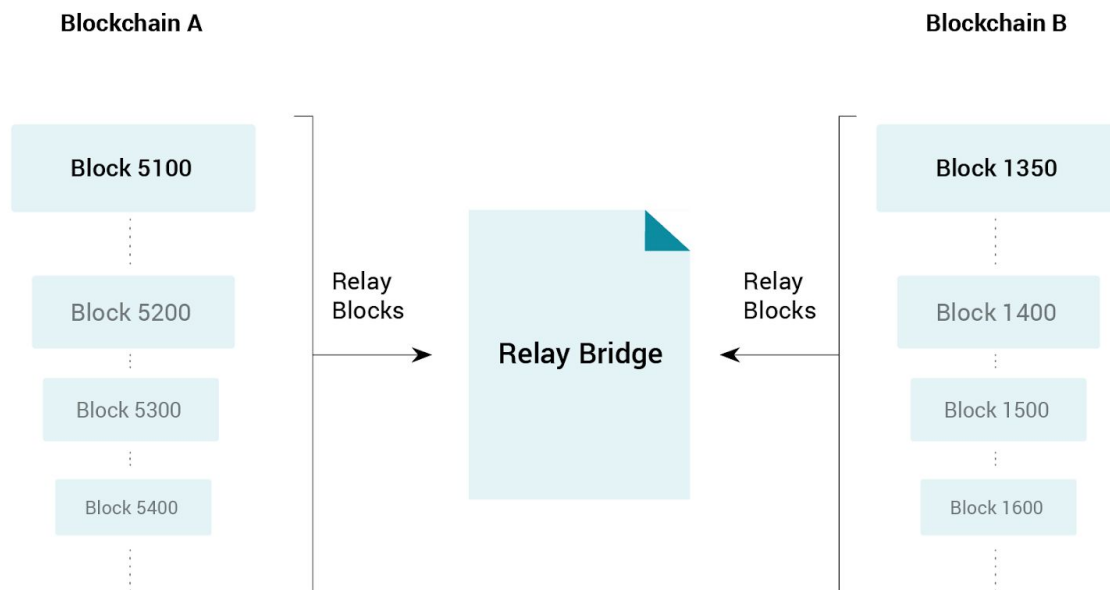 Blockchain A
Blockchain B
Block 5100
Block 1350
Relay
Blocks
Relay
Blocks
Block 5200
Block 1400
Relay Bridge
Block 5300
Block 1500
Block 5400
Block 1600